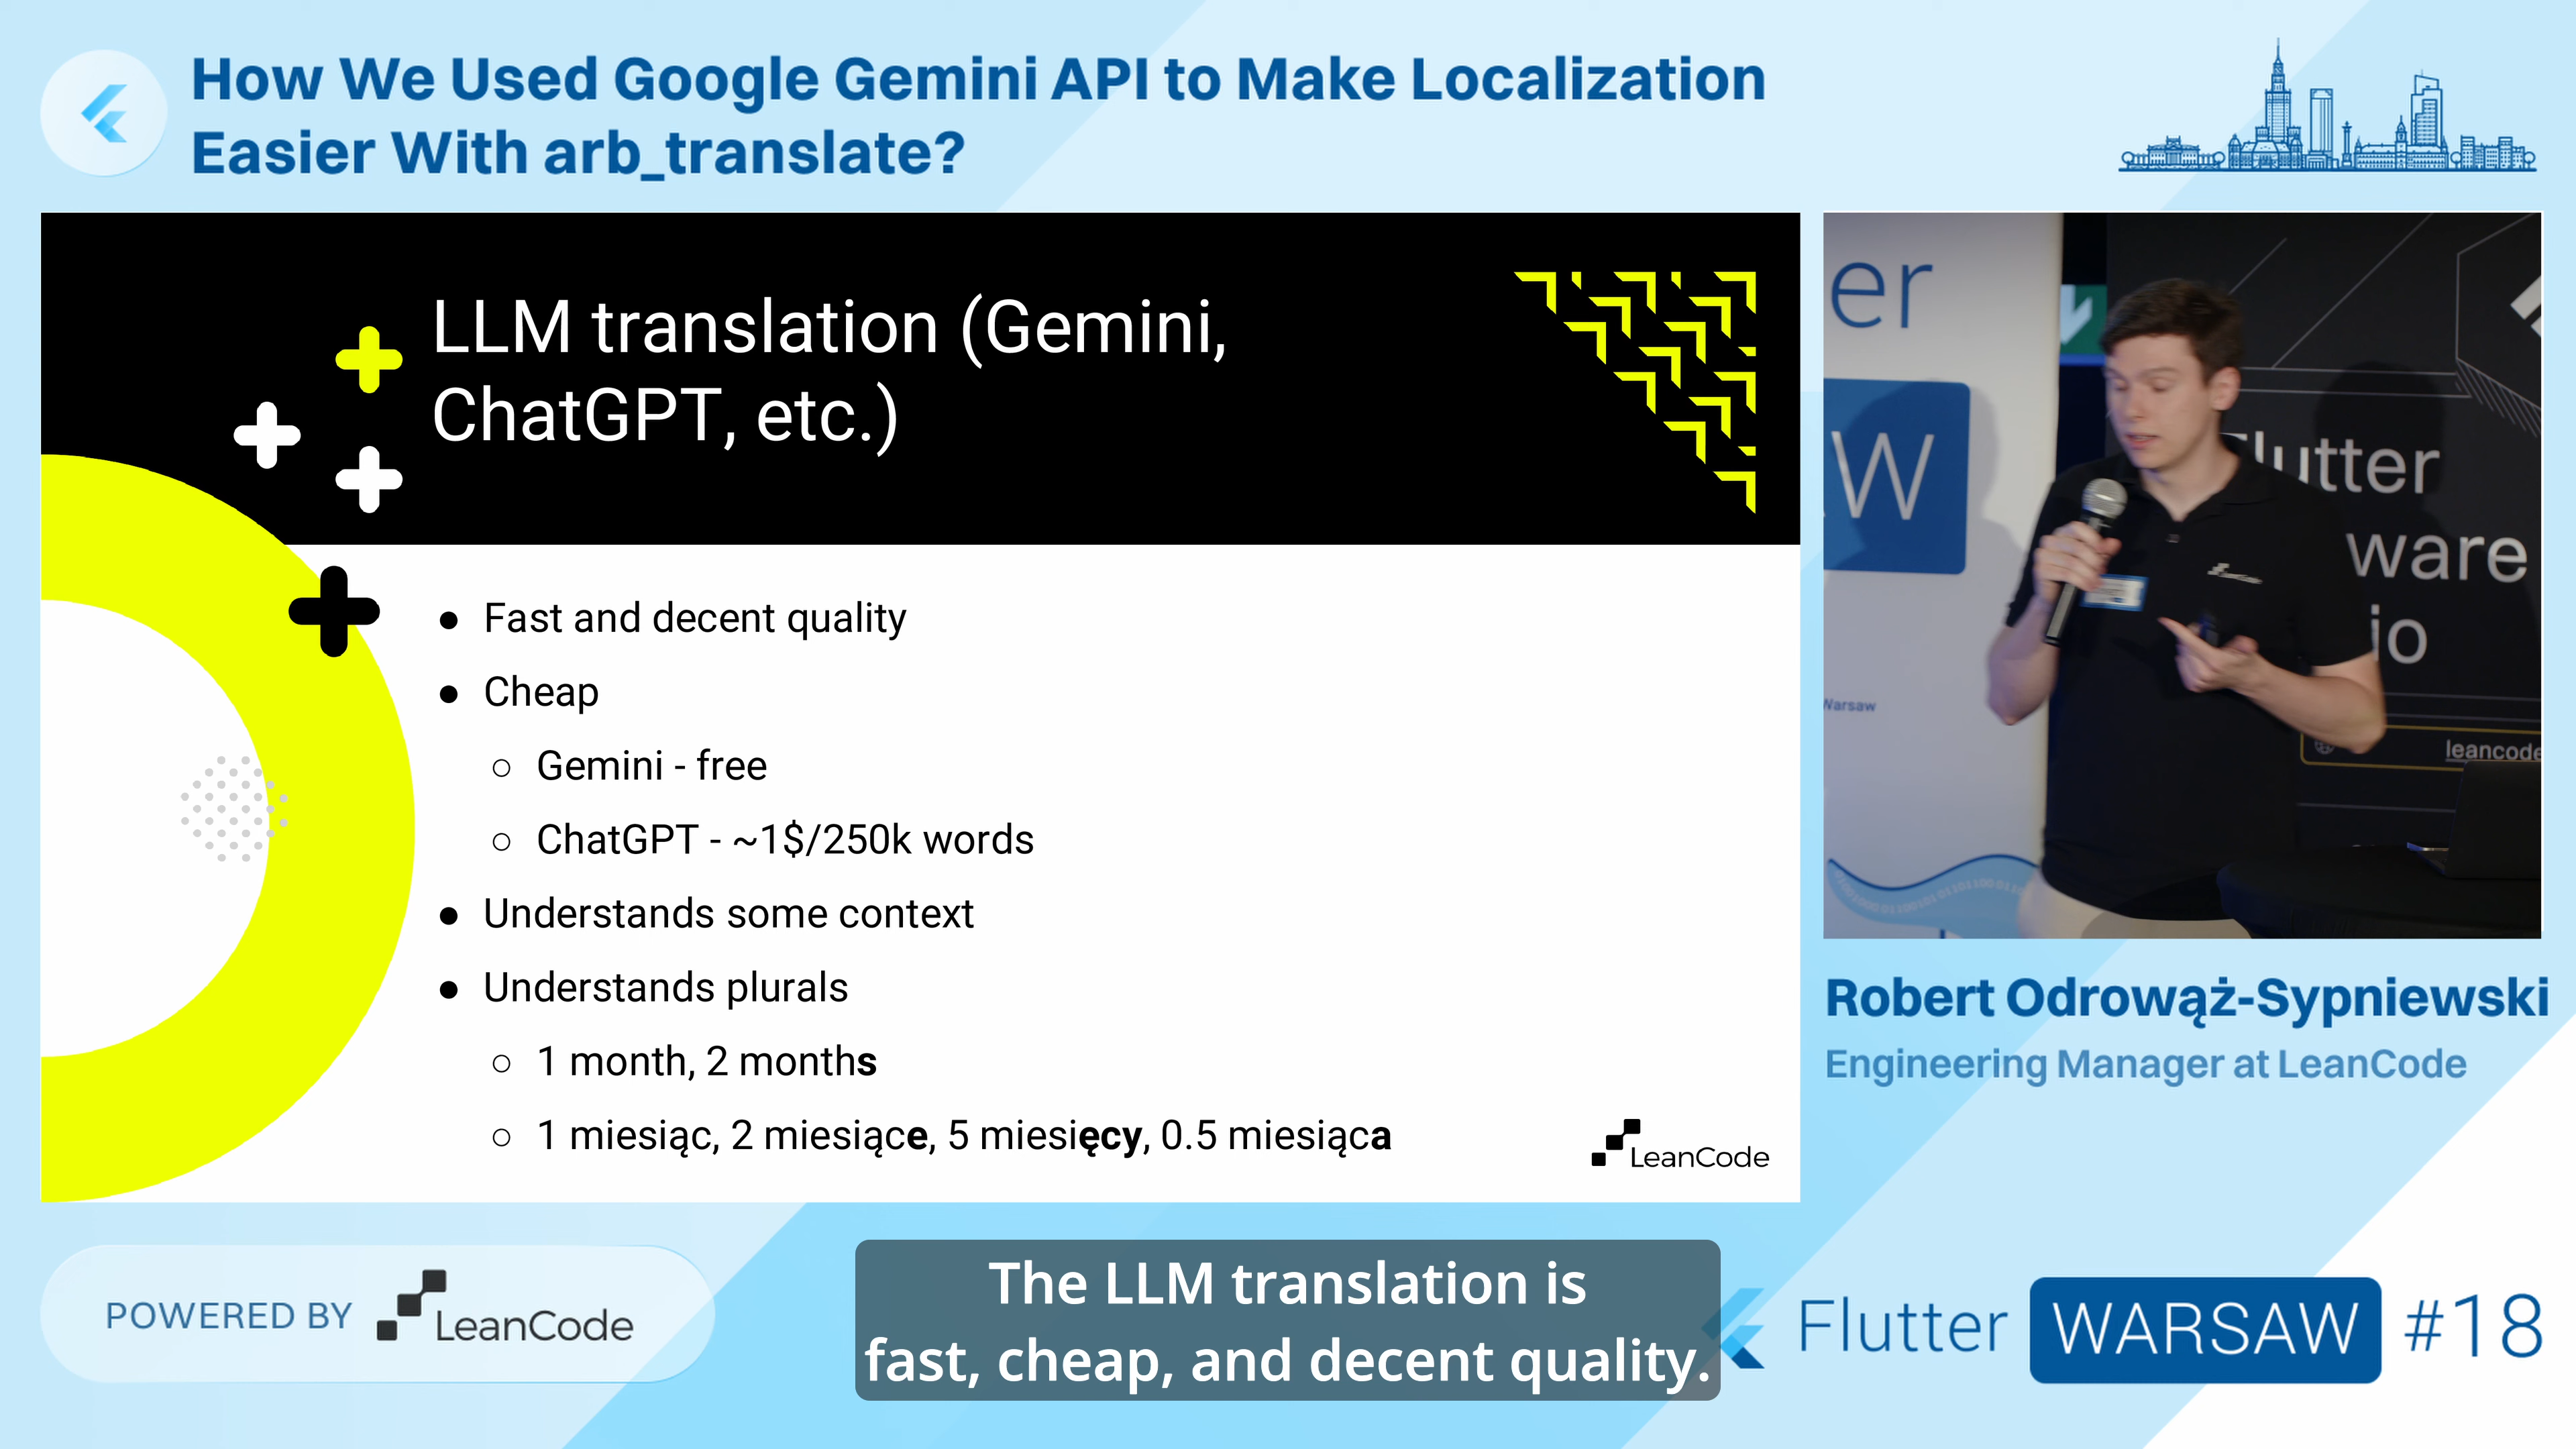 How We Used Google Gemini API to Make Localization
Easier With arb_translate?
LLM translation (Gemini,
ChatGPT, etc.)
● Fast and decent quality
● Cheap
○ Gemini - free
○ ChatGPT - ~1$/250k words
● Understands some context
● Understands plurals
○ 1 month, 2 months
○ 1 miesiąc, 2 miesiące, 5 miesięcy, 0.5 miesiąca
LeanCode
er
W
Warsaw
Flutter
ware
io
leancode
Robert Odrowąż-Sypniewski
Engineering Manager at LeanCode
POWERED BY LeanCode
The LLM translation is
fast, cheap, and decent quality.
Flutter WARSAW #18